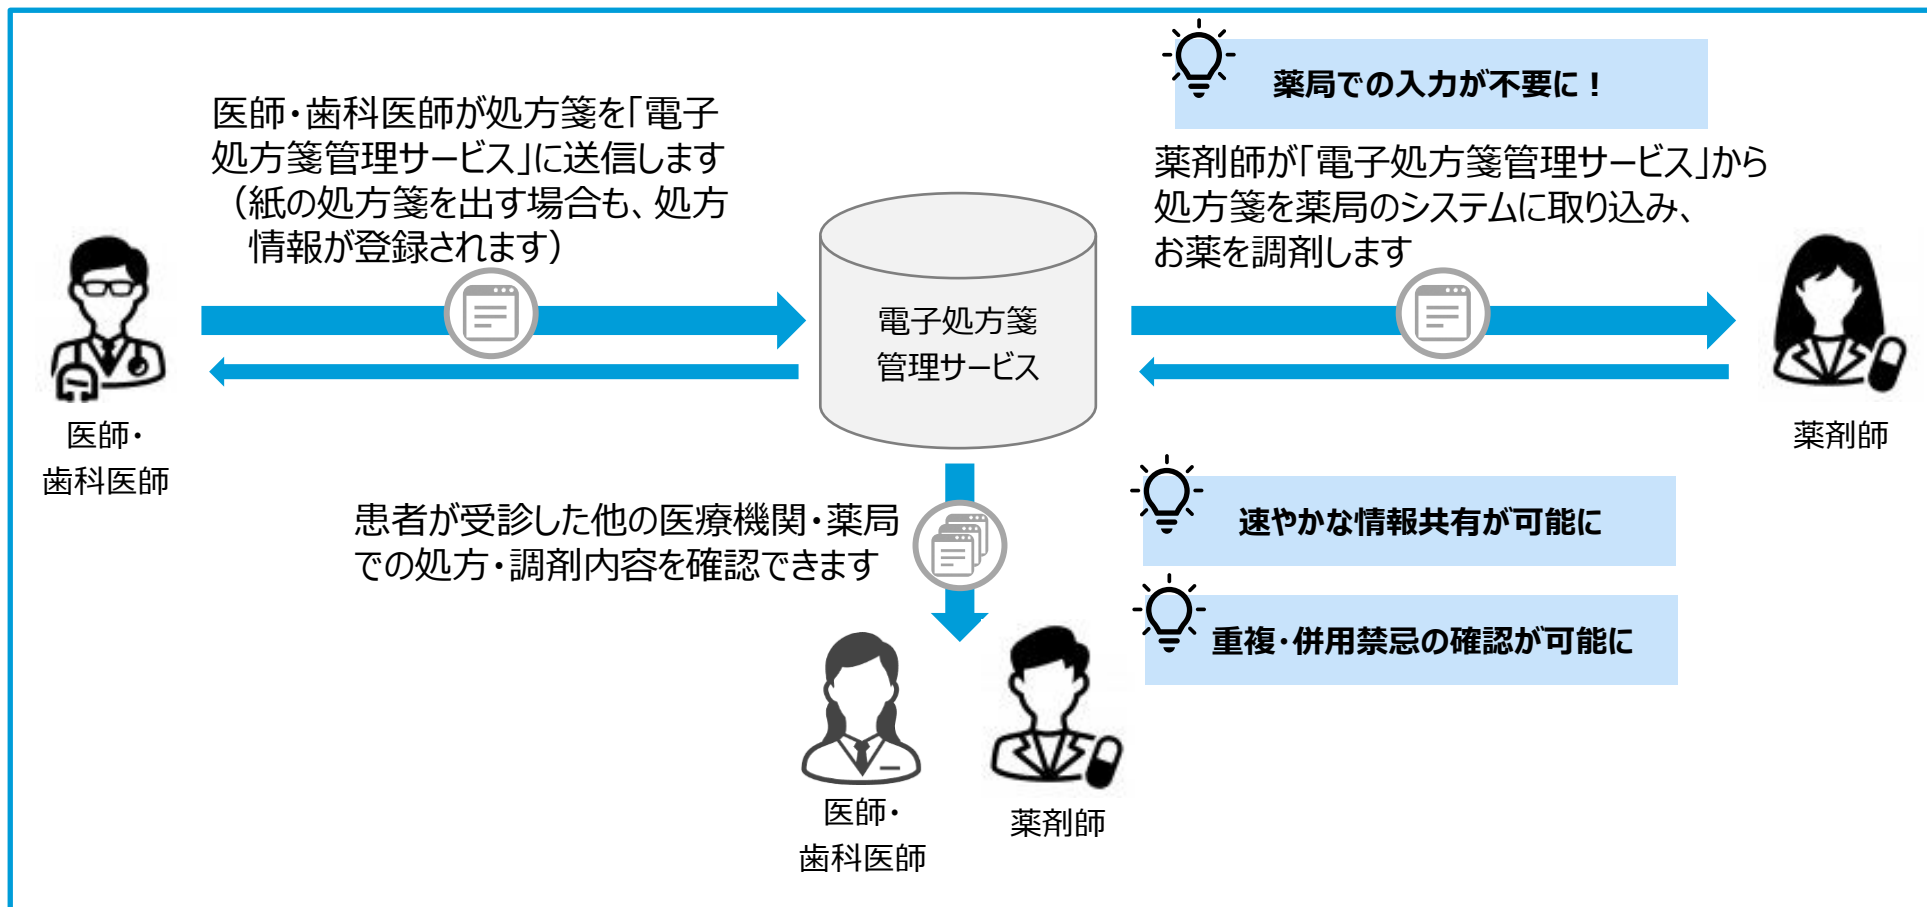 医師・歯科医師が処方箋を「電子
処方箋管理サービス」に送信します
（紙の処方箋を出す場合も、処方
情報が登録されます）
医師・
歯科医師
電子処方箋
管理サービス
薬局での入力が不要に！
薬剤師が「電子処方箋管理サービス」から
処方箋を薬局のシステムに取り込み、
お薬を調剤します
薬剤師
患者が受診した他の医療機関・薬局
での処方・調剤内容を確認できます
速やかな情報共有が可能に
重複・併用禁忌の確認が可能に
医師・
歯科医師
薬剤師